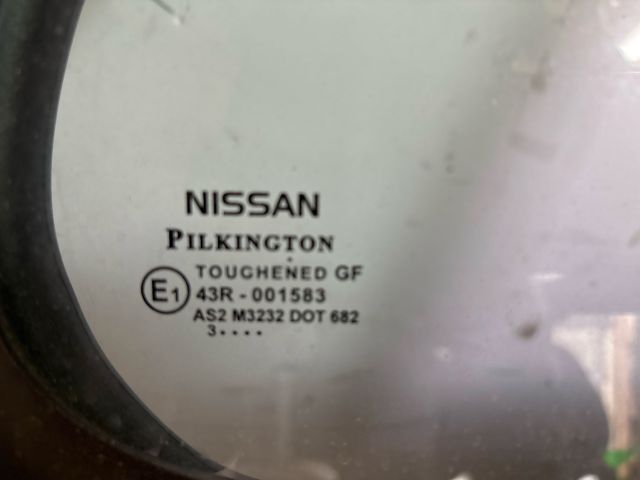 NISSAN
PILKINGTON
TOUGHENED GF
E1 43R - 001583
AS2 M3232 DOT 682
3 • • • •